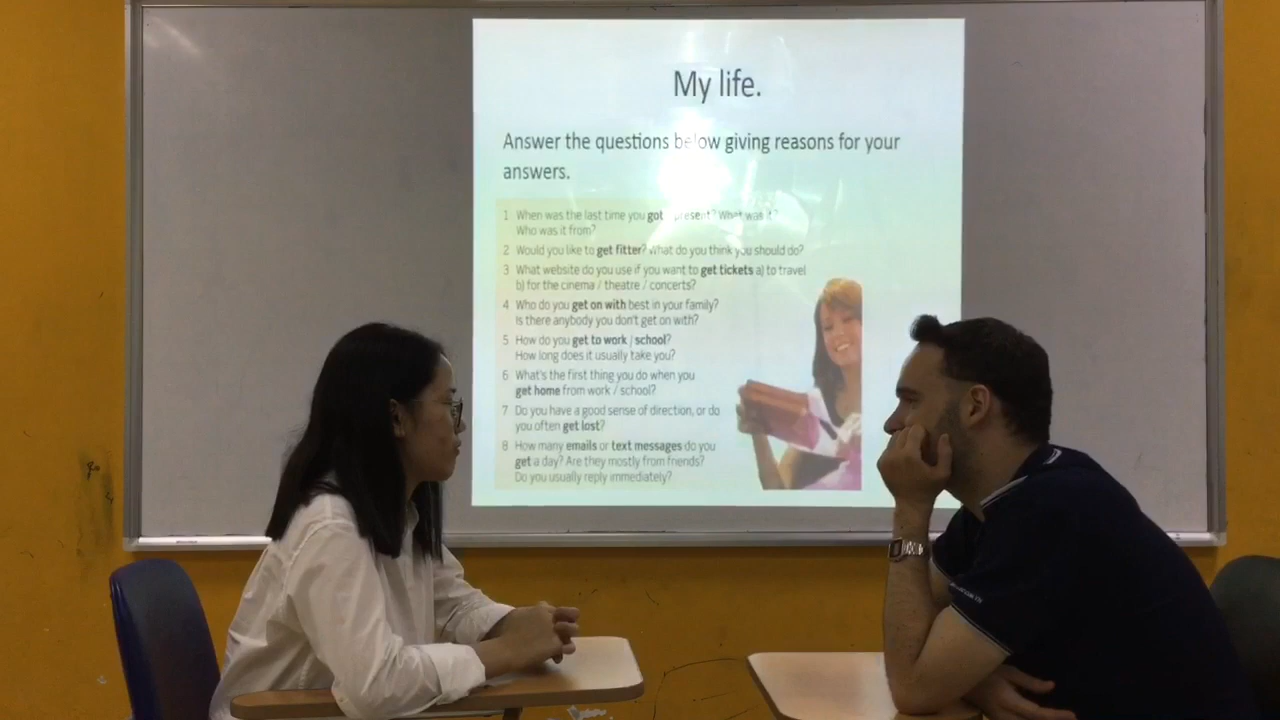 My life.
Answer the questions below giving reasons for your
answers.
1 When was the last time you got present? What was it?
Who was it from?
2 Would you like to get fitter? What do you think you should do?
3 What website do you use if you want to get tickets a) to travel
b) for the cinema / theatre / concerts?
4 Who do you get on with best in your family?
Is there anybody you don't get on with?
5 How do you get to work / school?
How long does it usually take you?
6 What's the first thing you do when you
get home from work / school?
7 Do you have a good sense of direction, or do
you often get lost?
8 How many emails or text messages do you
get a day? Are they mostly from friends?
Do you usually reply immediately?